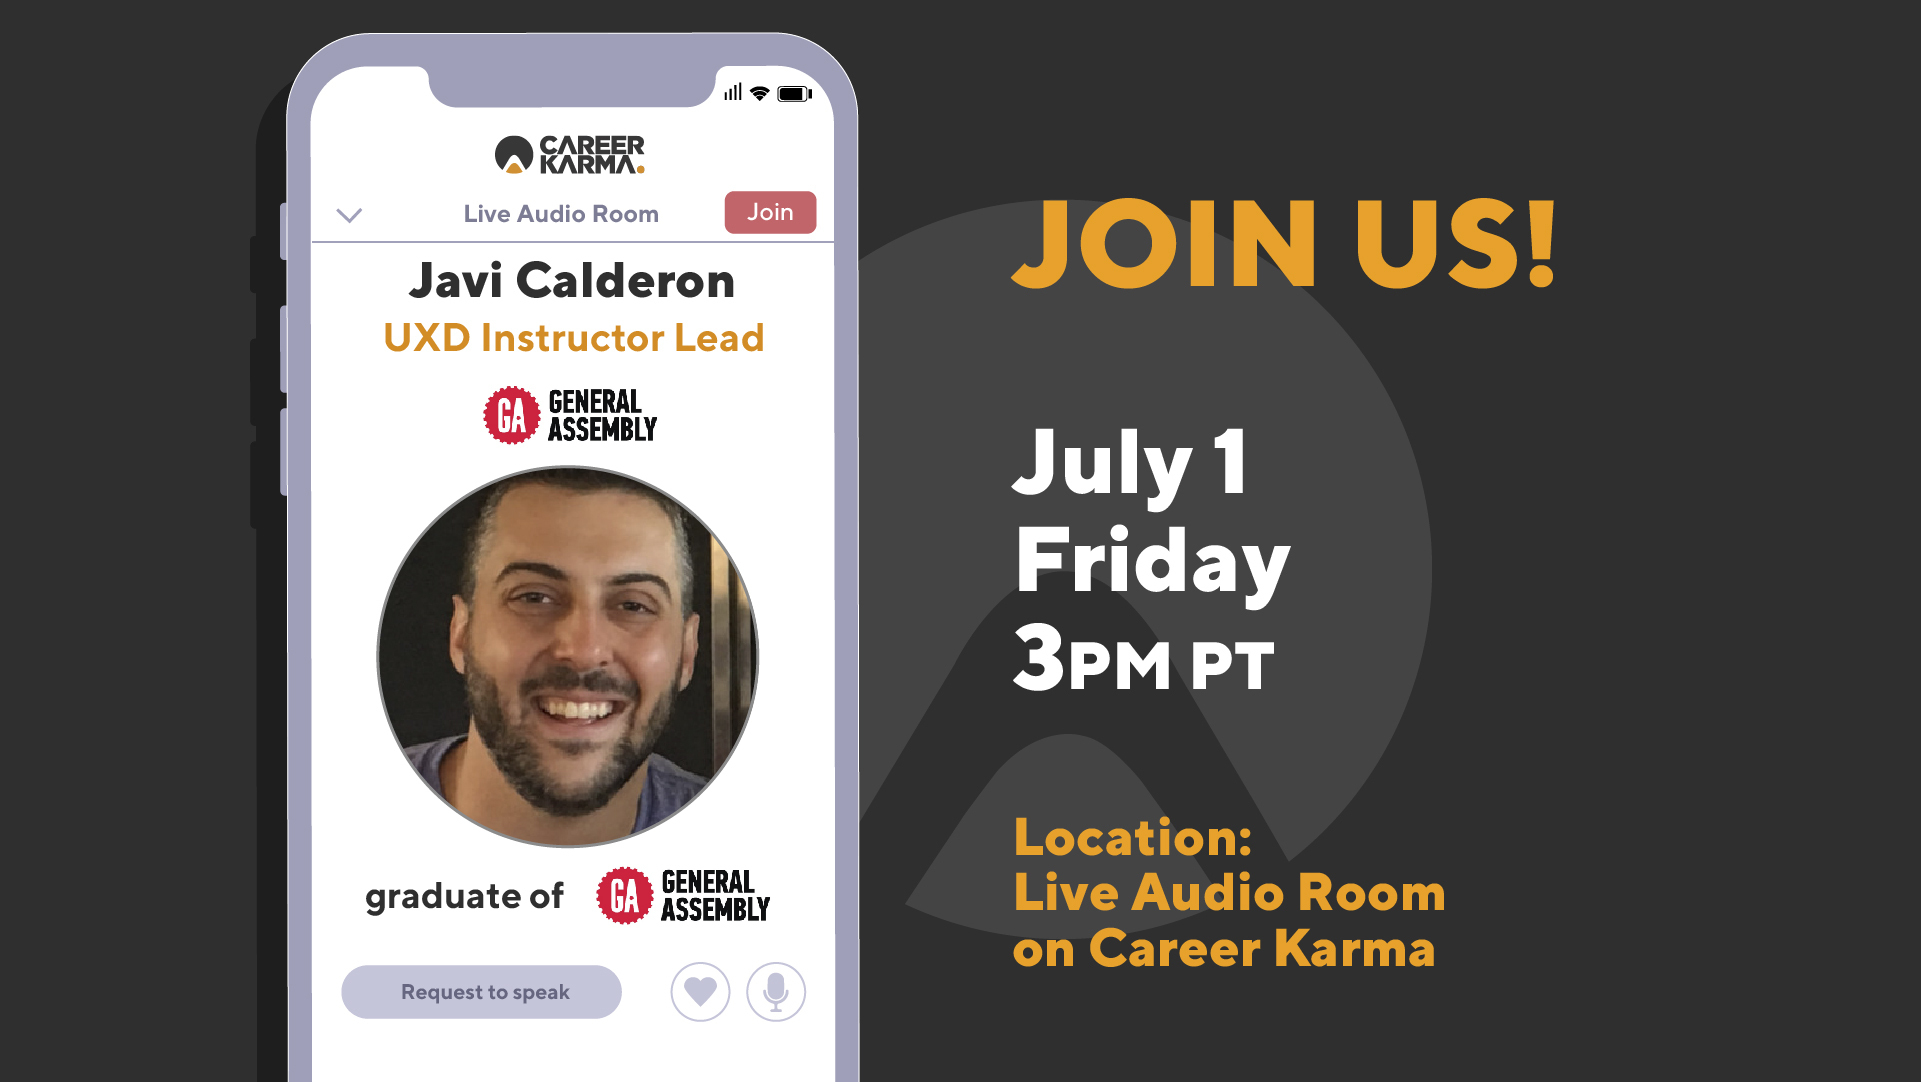 CAREER
KARMA.
Live Audio Room
Join
Javi Calderon
UXD Instructor Lead
GA GENERAL
ASSEMBLY
graduate of
GA GENERAL
ASSEMBLY
Request to speak
JOIN US!
July 1
Friday
3PM PT
Location:
Live Audio Room
on Career Karma